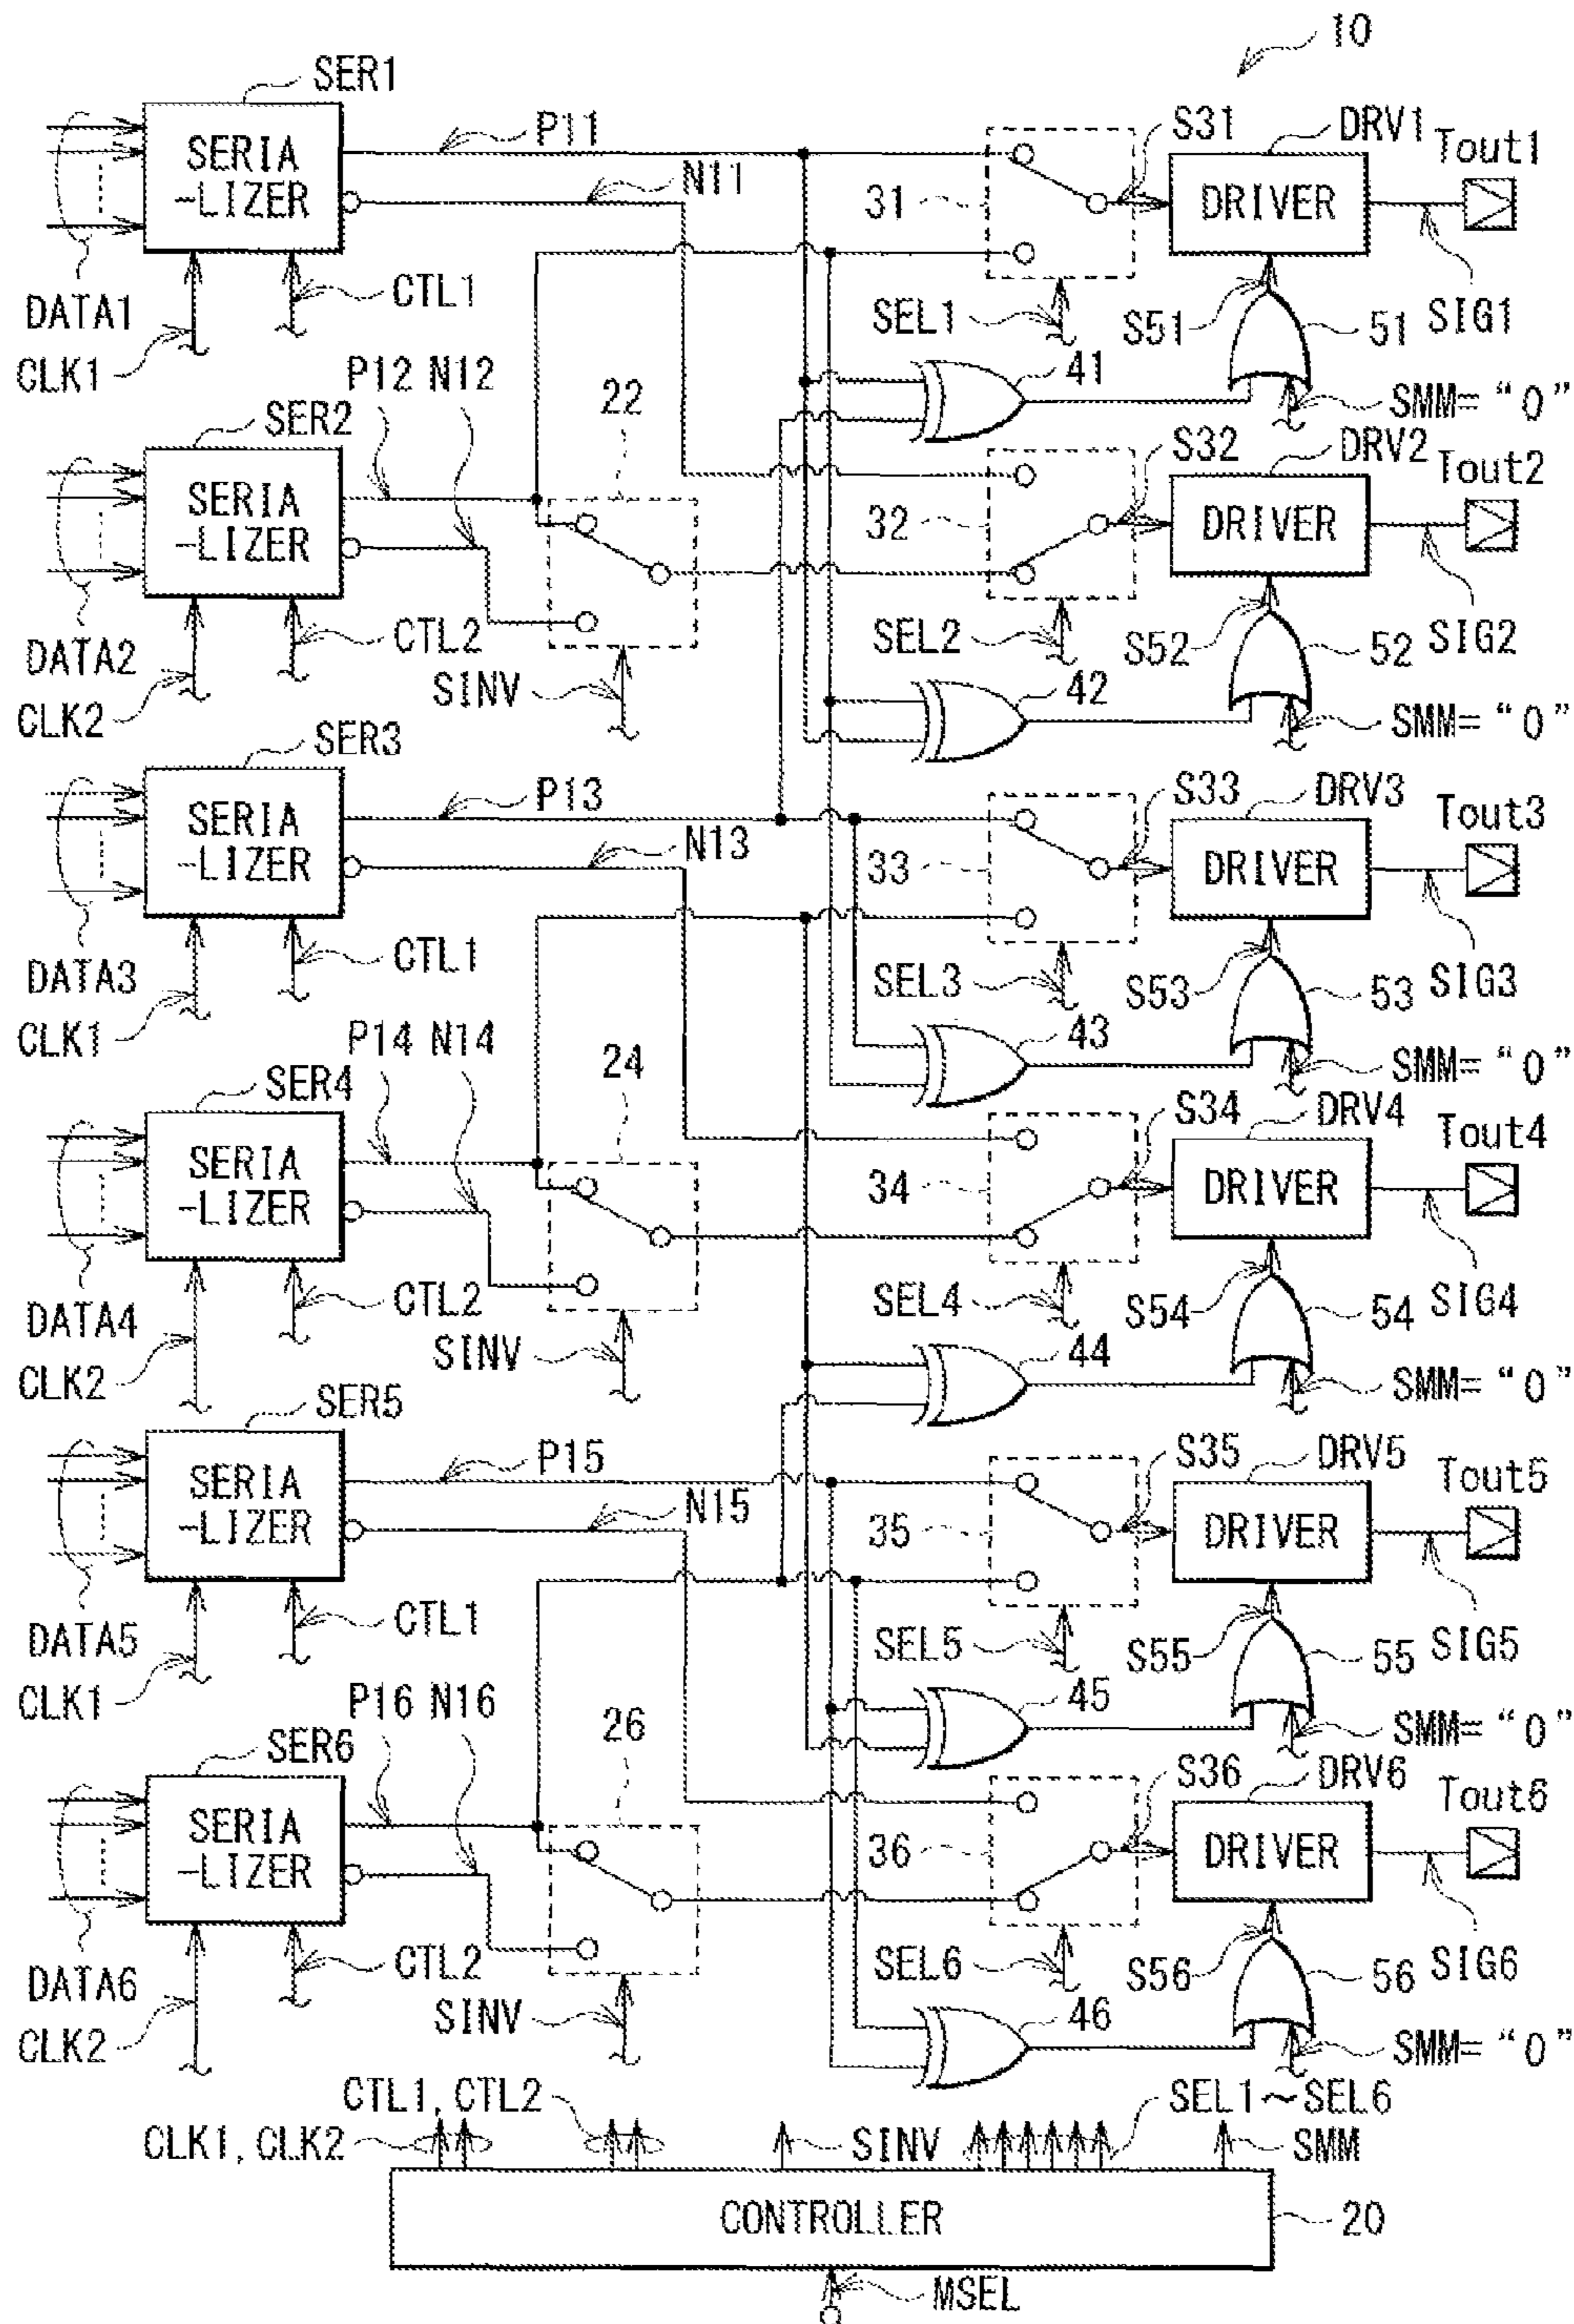 10
SER1
SERIA
-LIZER
P11
N11
31
S31
DRV1
DRIVER
Tout1
DATA1
CLK1
CTL1
SEL1
S51
51
SIG1
SMM= “0”
41
P12 N12
22
SER2
SERIA
-LIZER
32
S32
DRV2
DRIVER
Tout2
DATA2
CLK2
CTL2
SINV
SEL2
S52
52
SIG2
SMM= “0”
42
SER3
SERIA
-LIZER
P13
N13
33
S33
DRV3
DRIVER
Tout3
DATA3
CLK1
CTL1
SEL3
S53
53
SIG3
SMM= “0”
43
P14 N14
24
SER4
SERIA
-LIZER
34
S34
DRV4
DRIVER
Tout4
DATA4
CLK2
CTL2
SINV
SEL4
S54
54
SIG4
SMM= “0”
44
SER5
SERIA
-LIZER
P15
N15
35
S35
DRV5
DRIVER
Tout5
DATA5
CLK1
CTL1
SEL5
S55
55
SIG5
SMM= “0”
45
P16 N16
26
SER6
SERIA
-LIZER
36
S36
DRV6
DRIVER
Tout6
DATA6
CLK2
CTL2
SINV
SEL6
S56
56
SIG6
SMM= “0”
46
CTL1, CTL2
CLK1, CLK2
SINV
SEL1～SEL6
SMM
CONTROLLER
20
MSEL